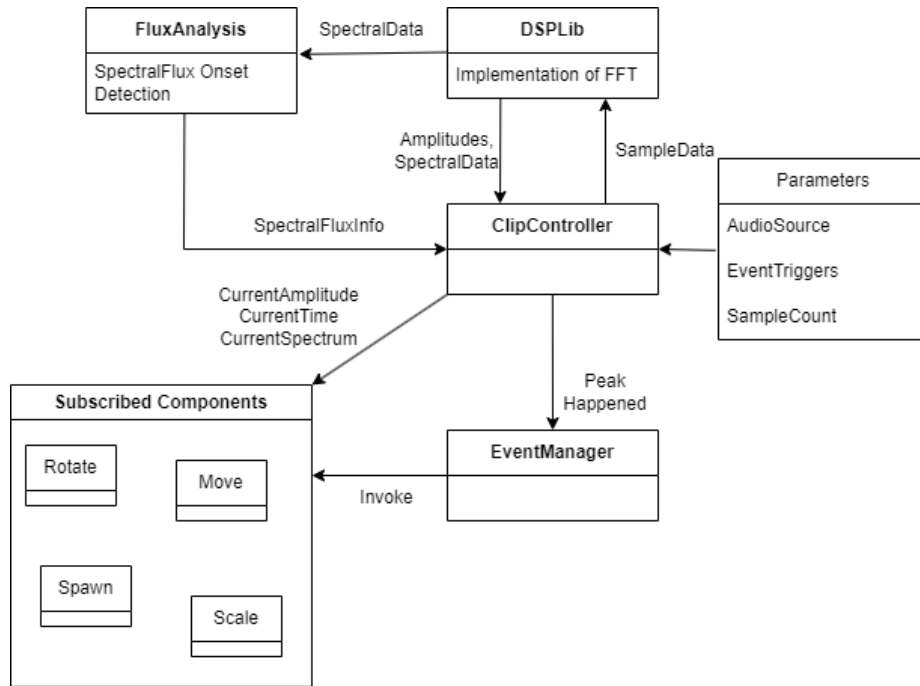 FluxAnalysis
SpectralFlux Onset
Detection
SpectralData
DSPLib
Implementation of FFT
Amplitudes,
SpectralData
SampleData
Parameters
AudioSource
EventTriggers
SampleCount
SpectralFluxInfo
ClipController
CurrentAmplitude
CurrentTime
CurrentSpectrum
Peak
Happened
Subscribed Components
Rotate
Move
Spawn
Scale
Invoke
EventManager